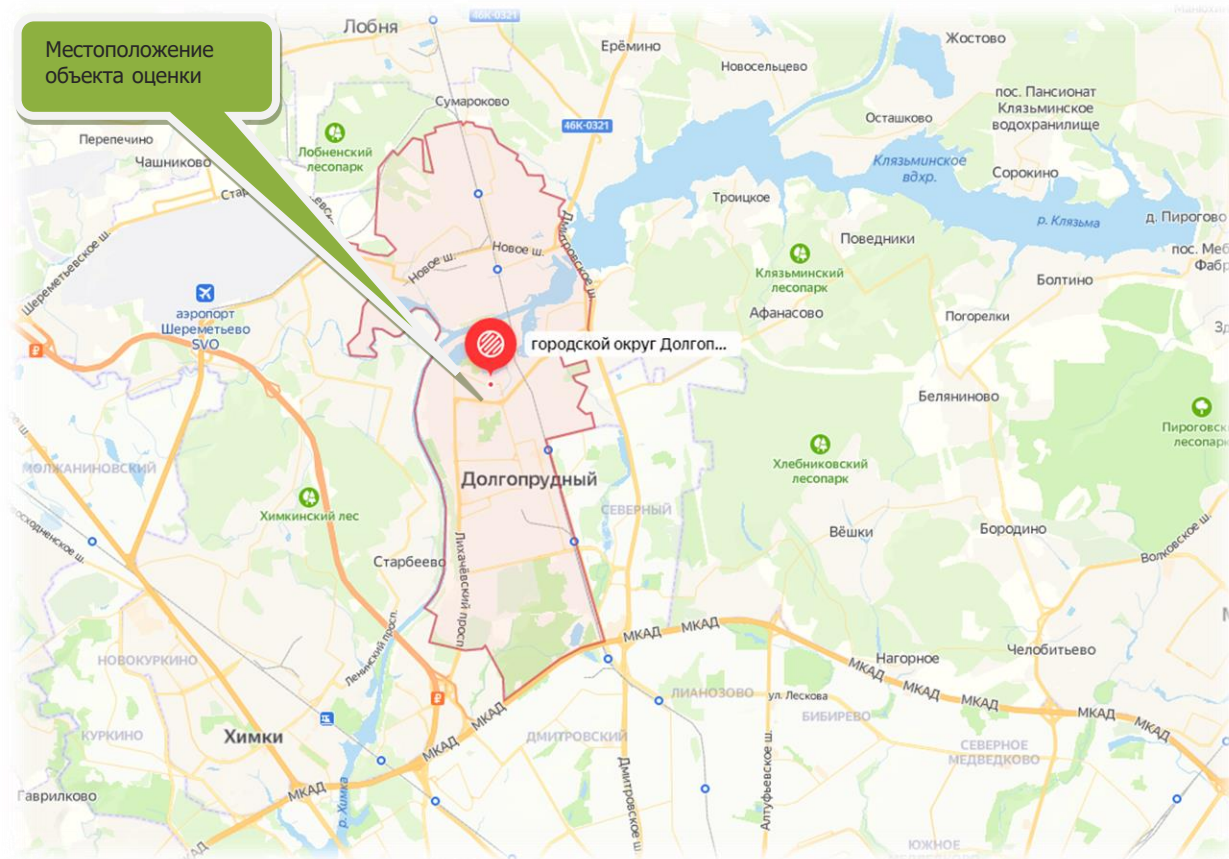 Местоположение
объекта оценки
Лобня
46К-0321
Ерёмино
Жостово
Новосельцево
пос. Пансионат
Клязьминское
водохранилище
Сумароково
Осташково
46К-0321
Перепечино
Чашниково
Лобненский
лесопарк
Клязьминское
вдхр.
Сорокино
Троицкое
р. Клязьма
д. Пирогово
Поведники
Шереметьевское ш.
Новое ш.
Новое ш.
Дмитровское ш.
Клязьминский
лесопарк
Болтино
аэропорт
Шереметьево
SVO
Афанасово
Погорелки
городской округ Долгоп...
Беляниново
МОЛЖАНИНОВСКИЙ
Хлебниковский
лесопарк
Долгопрудный
Химкинский лес
СЕВЕРНЫЙ
Вёшки
Бородино
Волковское ш.
Старбеево
Лихачёвский просп.
МКАД
МКАД
Челобитьево
НОВОКУРКИНО
Ленинский просп.
Нагорное
МКАД
МКАД
МКАД
МКАД
МКАД
ЛИАНОЗОВО
ул. Лескова
БИБИРЕВО
КУРКИНО
Химки
МКАД
МКАД
ДМИТРОВСКИЙ
СЕВЕРНОЕ
МЕДВЕДКОВО
Гаврилково
МКАД
р. Химка
Дмитровское ш.
Алтуфьевское ш.
ЮЖНОЕ